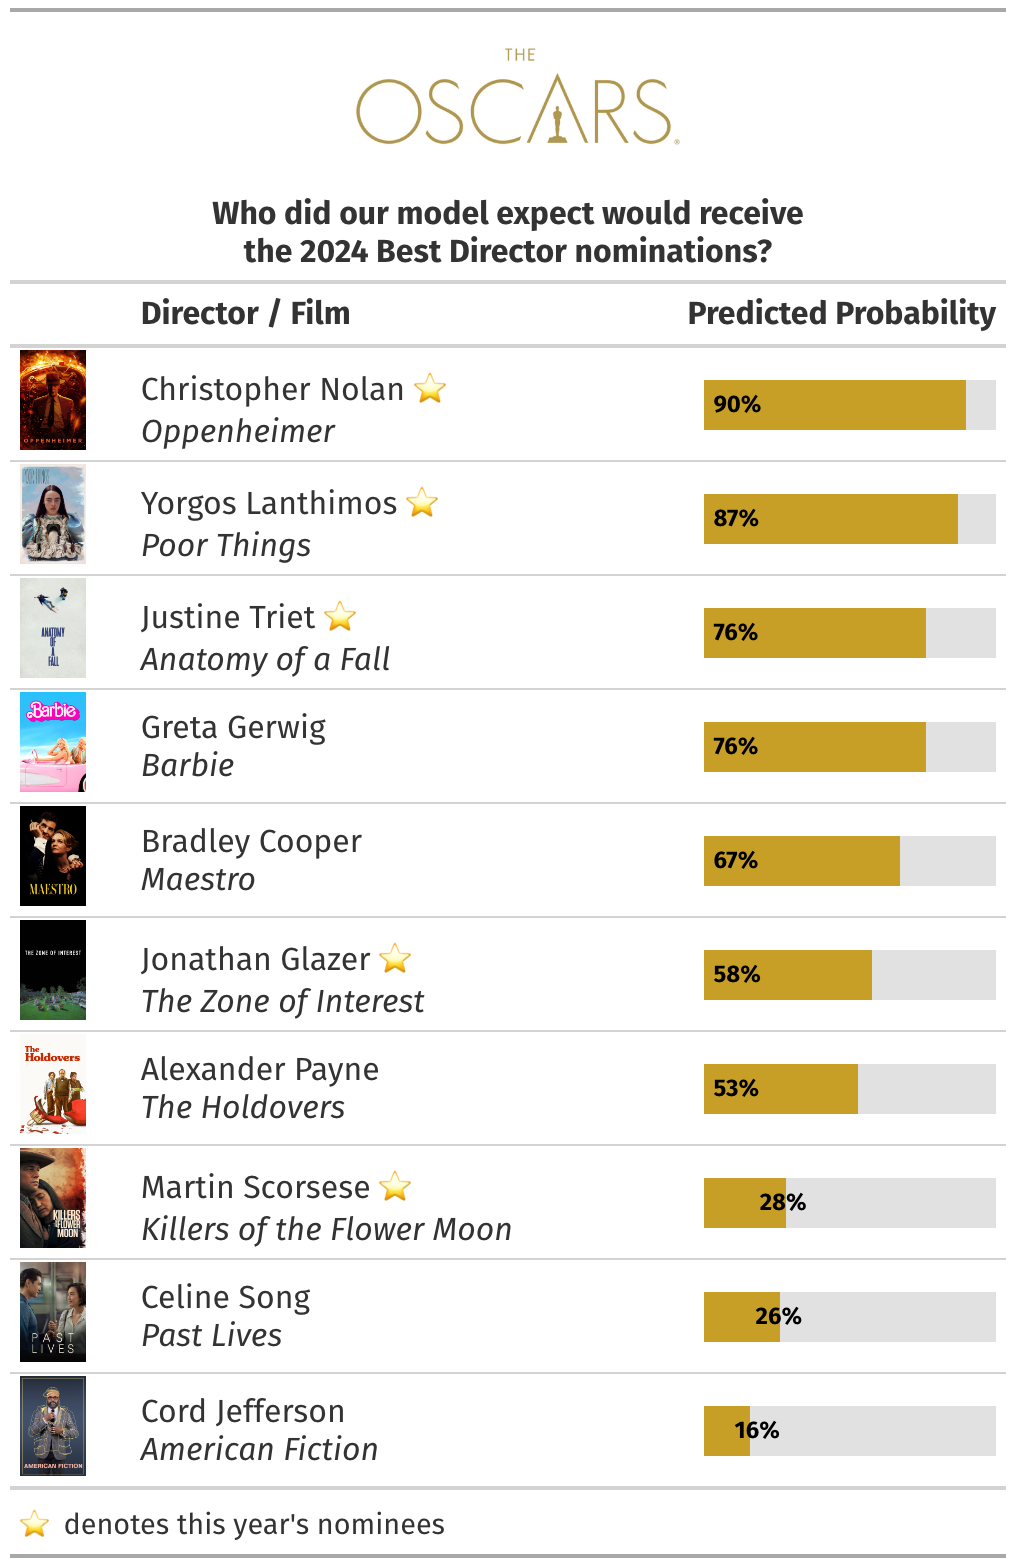 THE
OSCARS®
Who did our model expect would receive
the 2024 Best Director nominations?
Director / Film Predicted Probability
OPPENHEIMER
Christopher Nolan ⭐
Oppenheimer
90%
Yorgos Lanthimos ⭐
Poor Things
87%
ANATOMY
OF
A
FALL
Justine Triet ⭐
Anatomy of a Fall
76%
Barbie
Greta Gerwig
Barbie
76%
MAESTRO
Bradley Cooper
Maestro
67%
THE ZONE OF INTEREST
Jonathan Glazer ⭐
The Zone of Interest
58%
The
Holdovers
Alexander Payne
The Holdovers
53%
KILLERS
OF THE FLOWER
MOON
Martin Scorsese ⭐
Killers of the Flower Moon
28%
PAST
LIVES
Celine Song
Past Lives
26%
AMERICAN FICTION
Cord Jefferson
American Fiction
16%
⭐ denotes this year's nominees